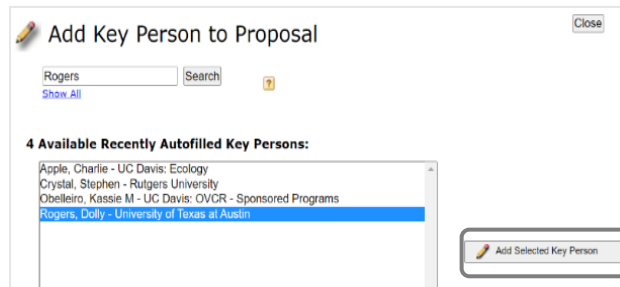 Close
Add Key Person to Proposal
Rogers Search ?
Show All
4 Available Recently Autofilled Key Persons:
Apple, Charlie - UC Davis: Ecology
Crystal, Stephen - Rutgers University
Obelleiro, Kassie M - UC Davis: OVCR - Sponsored Programs
Rogers, Dolly - University of Texas at Austin
Add Selected Key Person